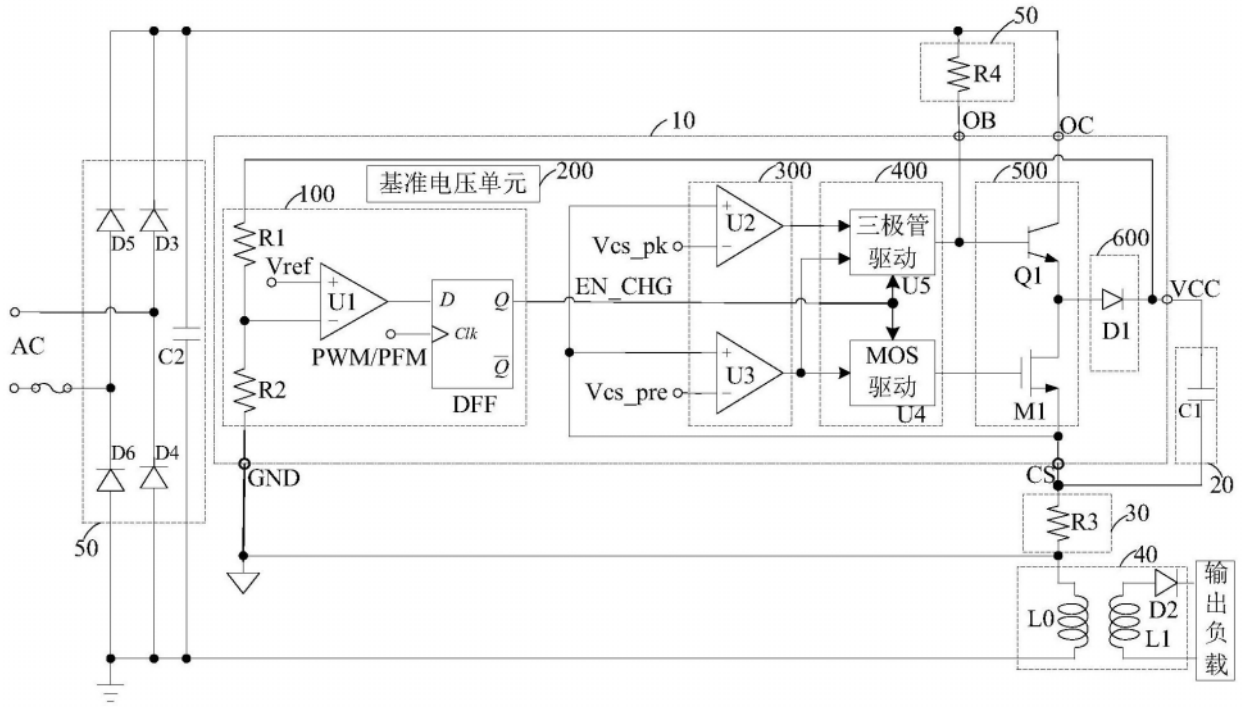 50
R4
10
OB
OC
基准电压单元
200
300
400
500
100
R1
Vref
+
U1
−
D
Q
Clk
Q
PWM/PFM
DFF
R2
EN_CHG
+
U2
−
Vcs_pk
+
U3
−
Vcs_pre
三极管
驱动
U5
MOS
驱动
U4
Q1
M1
600
D1
VCC
D5
D3
AC
C2
D6
D4
50
GND
CS
C1
20
R3
30
40
L0
L1
D2
输
出
负
载